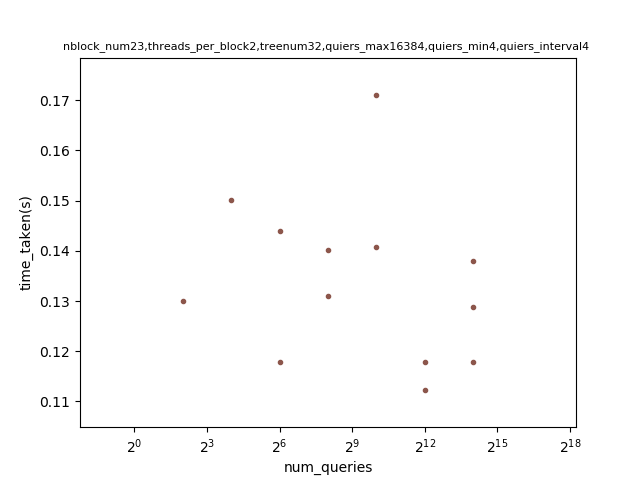 nblock_num23,threads_per_block2,treenum32,quiers_max16384,quiers_min4,quiers_interval4
0.17
0.16
0.15
0.14
0.13
0.12
0.11
time_taken(s)
2^0 2^3 2^6 2^9 2^12 2^15 2^18
num_queries